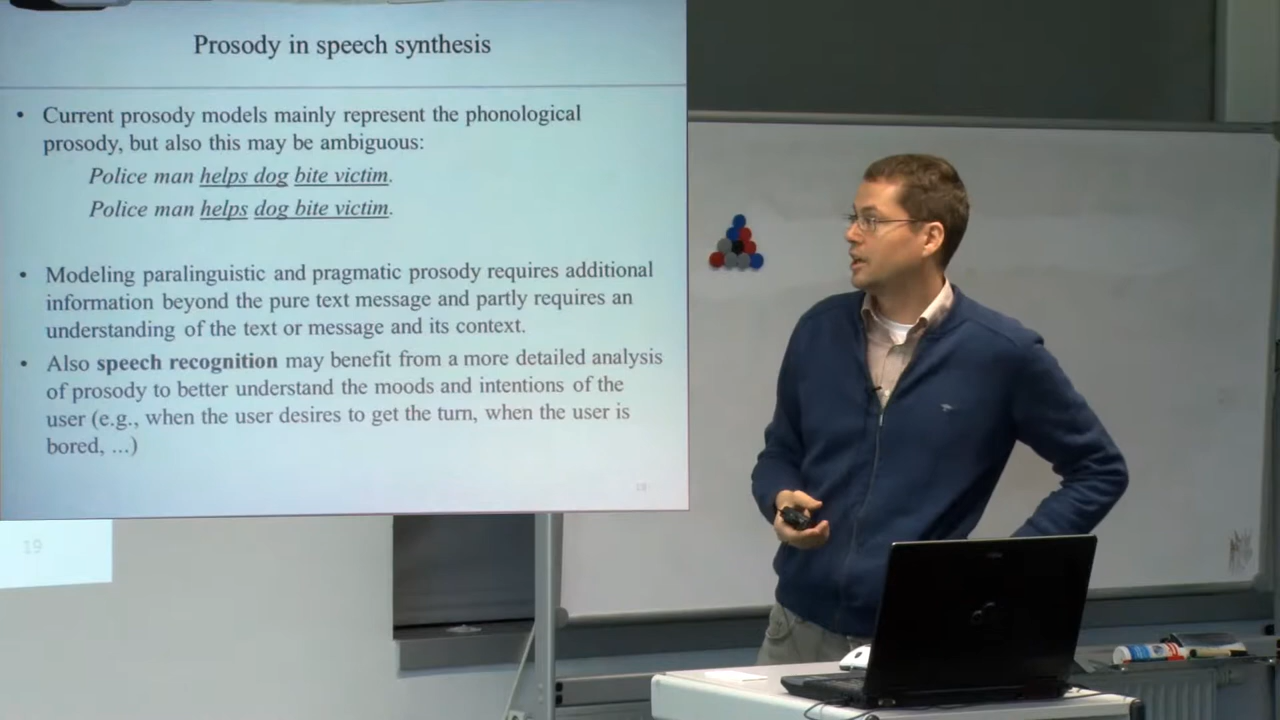 Prosody in speech synthesis
• Current prosody models mainly represent the phonological
prosody, but also this may be ambiguous:
Police man helps dog bite victim.
Police man helps dog bite victim.
• Modeling paralinguistic and pragmatic prosody requires additional
information beyond the pure text message and partly requires an
understanding of the text or message and its context.
• Also speech recognition may benefit from a more detailed analysis
of prosody to better understand the moods and intentions of the
user (e.g., when the user desires to get the turn, when the user is
bored, ...)
19